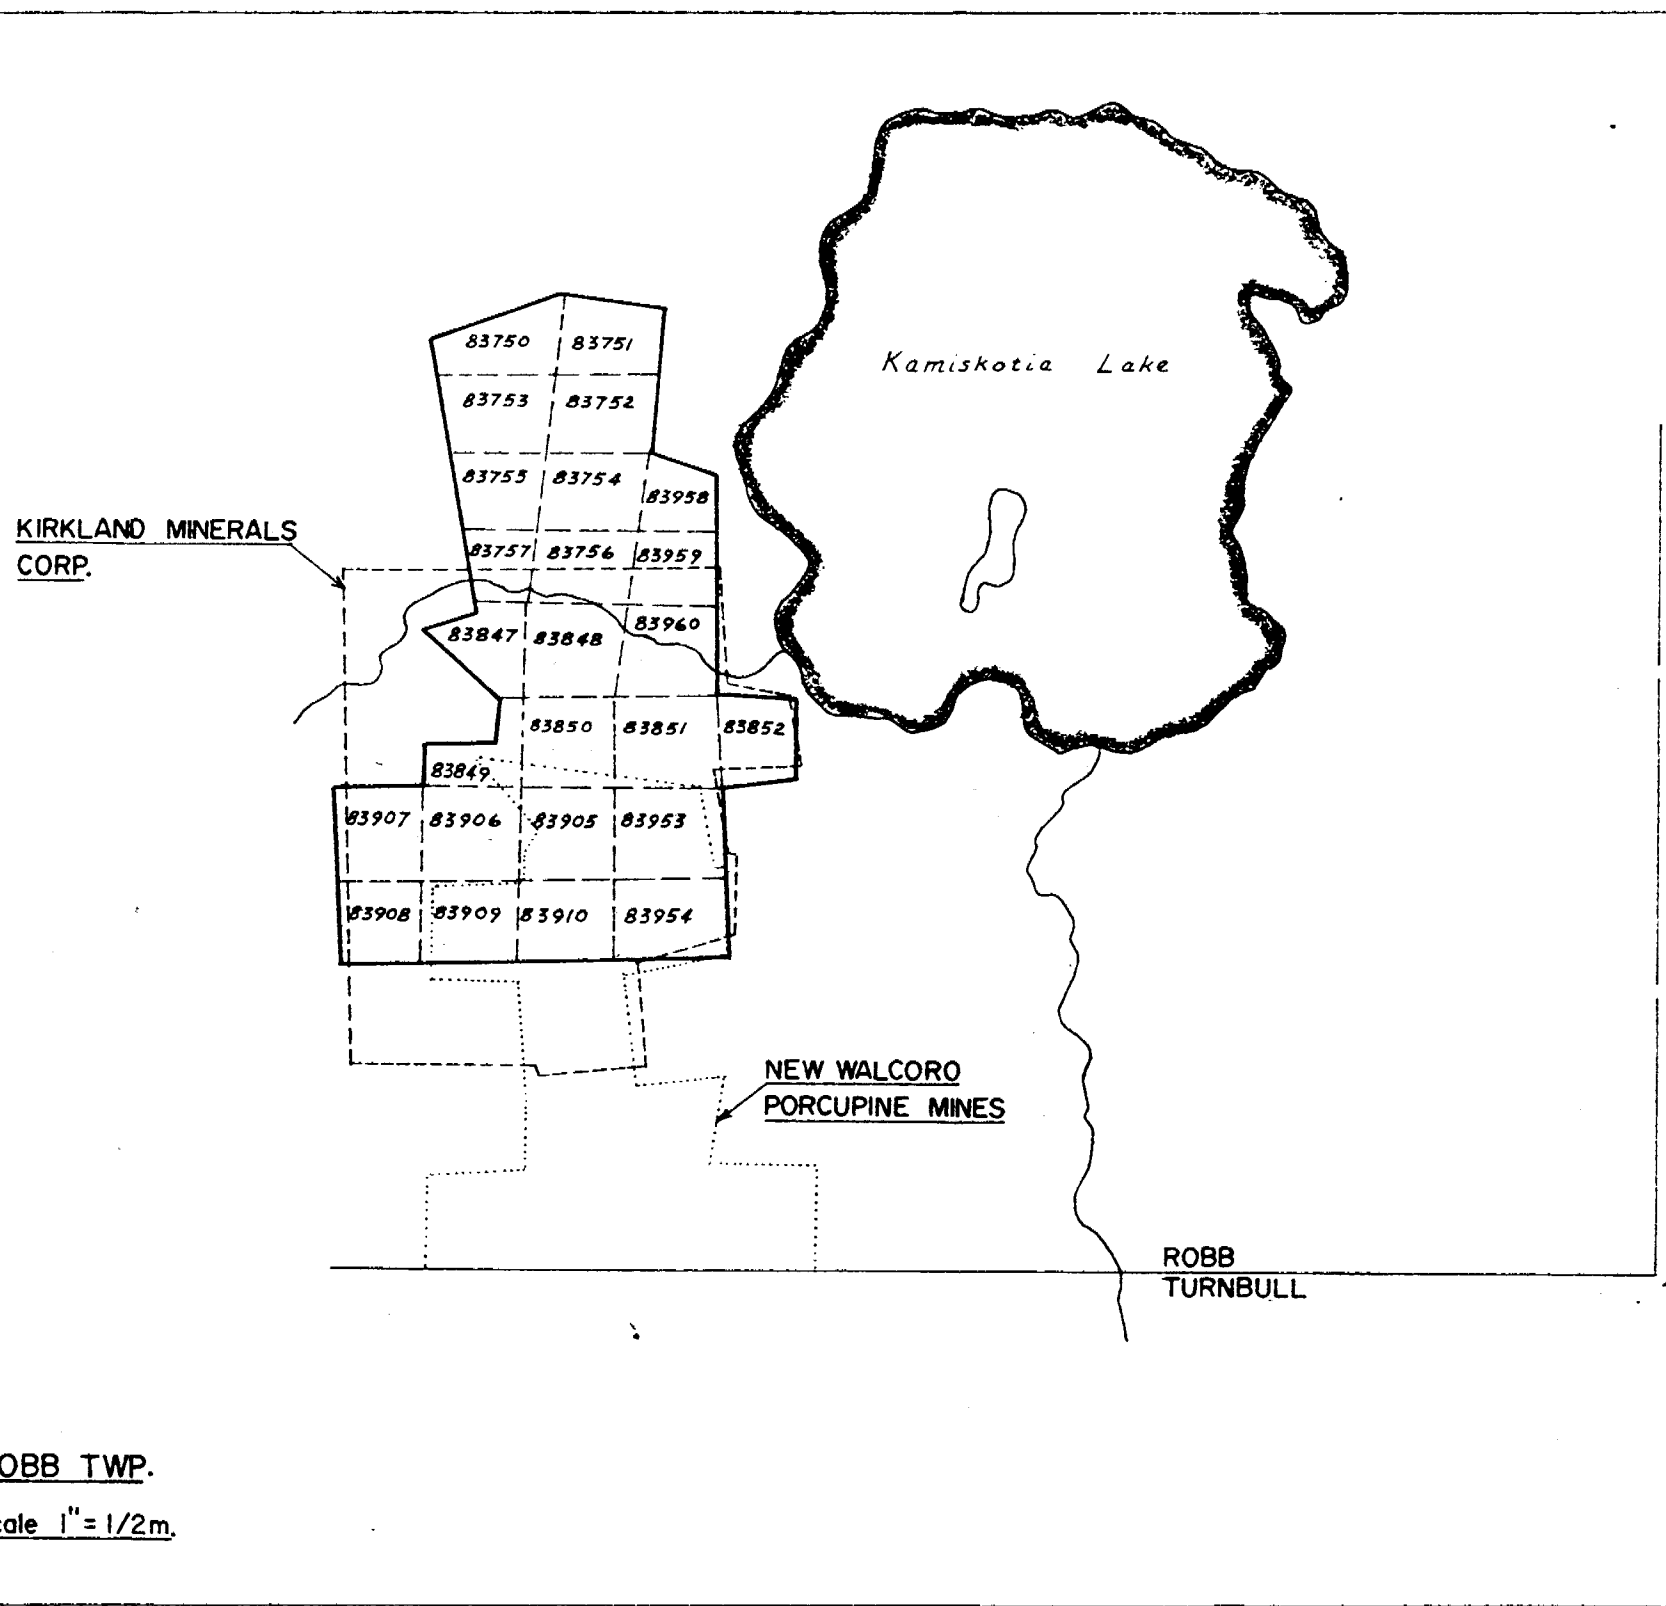 83750 83751
Kamiskotia Lake
83753 83752
83755 83754
83958
KIRKLAND MINERALS
CORP.
83757 83756 83959
83847 83848 83960
83850 83851 83852
83849
83907 83906 83905 83953
83908 83909 83910 83954
NEW WALCORO
PORCUPINE MINES
ROBB
TURNBULL
OBB TWP.
cale 1"=1/2m.